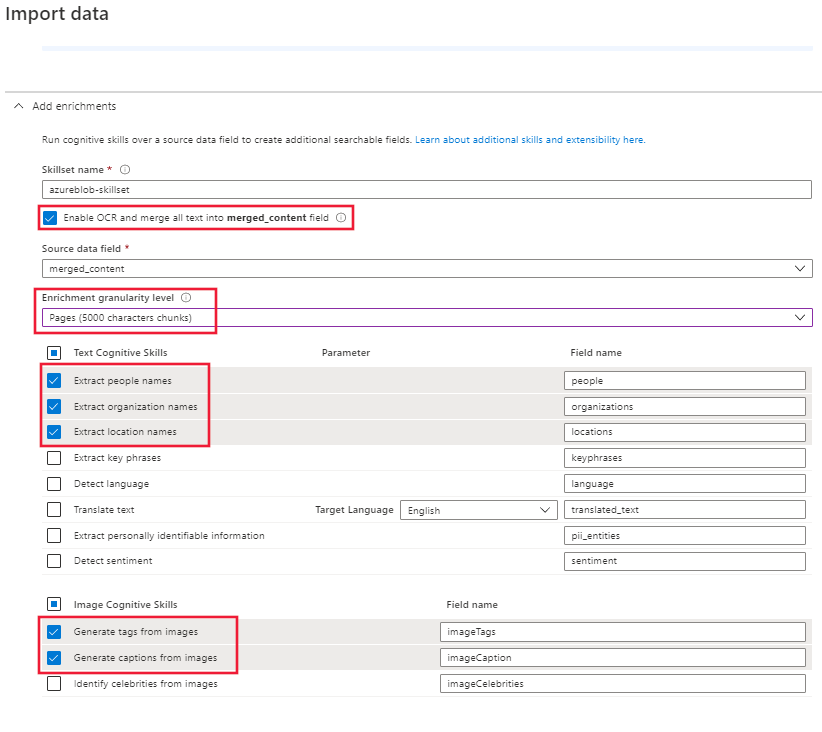 Import data
Add enrichments
Run cognitive skills over a source data field to create additional searchable fields. Learn about additional skills and extensibility here.
Skillset name *
azureblob-skillset
Enable OCR and merge all text into merged_content field
Source data field *
merged_content
Enrichment granularity level
Pages (5000 characters chunks)
Text Cognitive Skills Parameter Field name
Extract people names people
Extract organization names organizations
Extract location names locations
Extract key phrases keyphrases
Detect language language
Translate text Target Language English translated_text
Extract personally identifiable information pii_entities
Detect sentiment sentiment
Image Cognitive Skills Field name
Generate tags from images imageTags
Generate captions from images imageCaption
Identify celebrities from images imageCelebrities